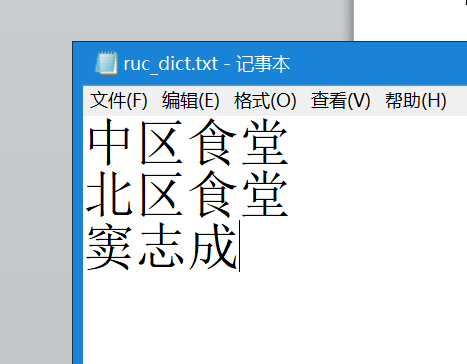 ruc_dict.txt - 记事本
文件(F) 编辑(E) 格式(O) 查看(V) 帮助(H)
中区食堂
北区食堂
窦志成